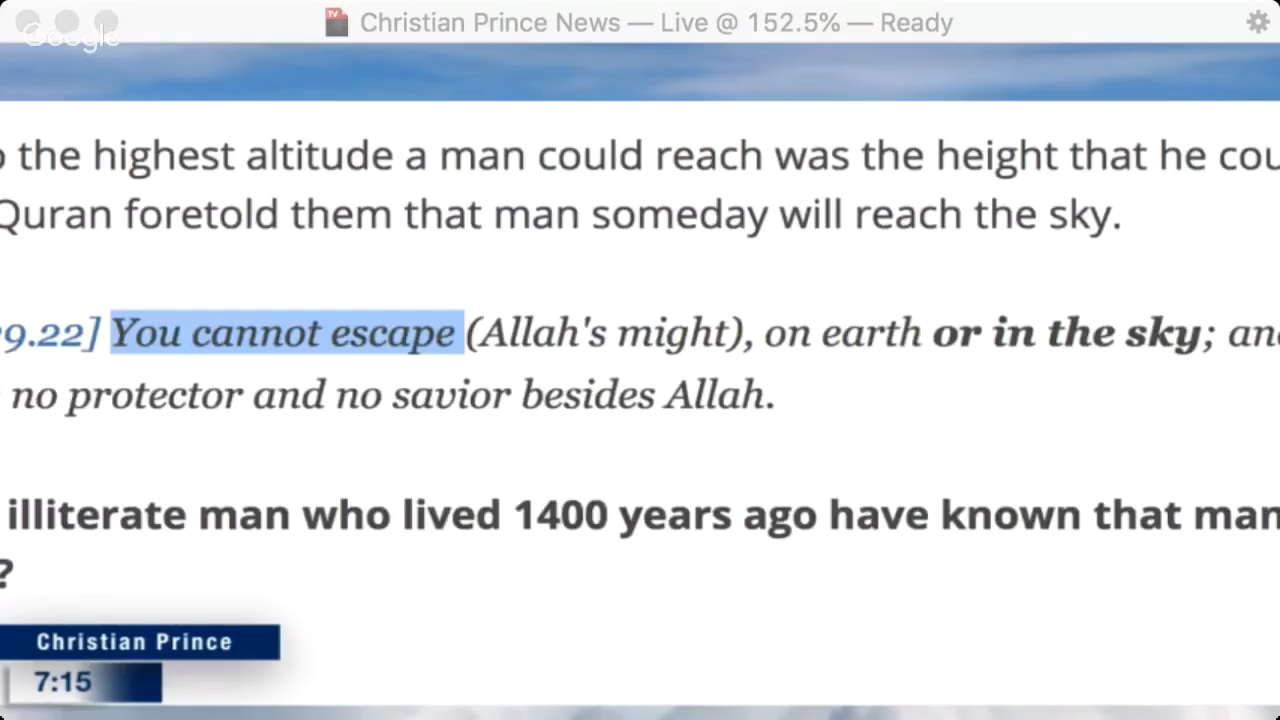 Christian Prince News — Live @ 152.5% — Ready
Google
the highest altitude a man could reach was the height that he cou
Quran foretold them that man someday will reach the sky.
9.22] You cannot escape (Allah's might), on earth or in the sky; an
no protector and no savior besides Allah.
illiterate man who lived 1400 years ago have known that man
?
Christian Prince
7:15